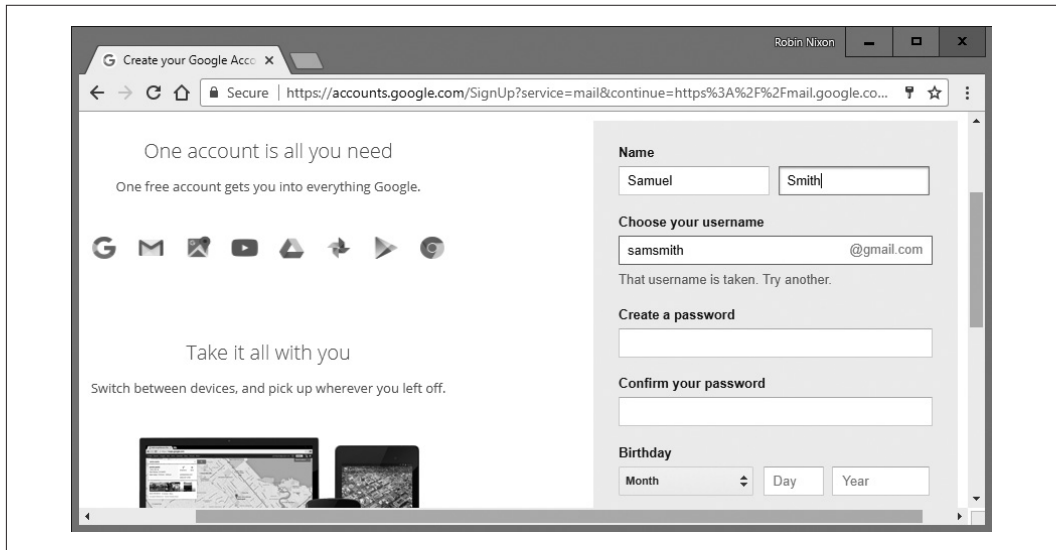 Robin Nixon
G Create your Google Acco
Secure | https://accounts.google.com/SignUp?service=mail&continue=https%3A%2F%2Fmail.google.co...
One account is all you need
One free account gets you into everything Google.
G
Take it all with you
Switch between devices, and pick up wherever you left off.
Name
Samuel Smith
Choose your username
samsmith @gmail.com
That username is taken. Try another.
Create a password
Confirm your password
Birthday
Month Day Year